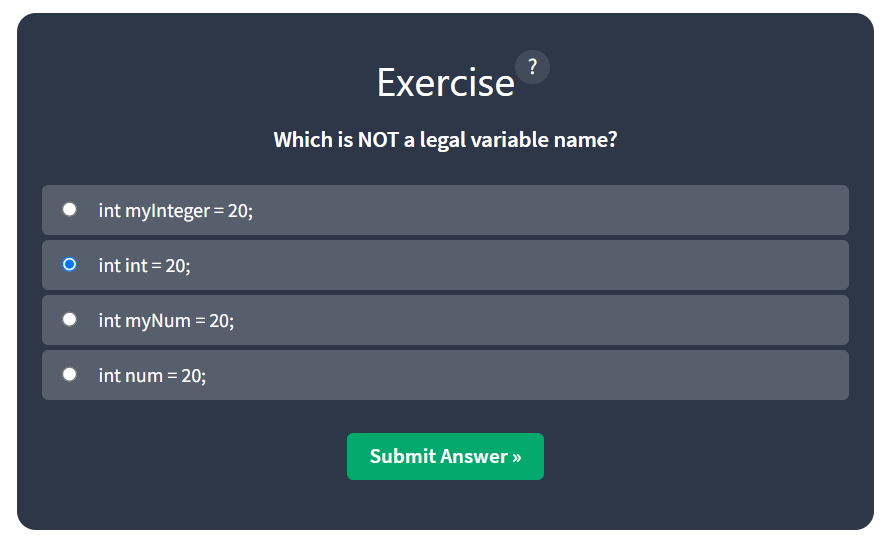 Exercise ?
Which is NOT a legal variable name?
int myInteger = 20;
int int = 20;
int myNum = 20;
int num = 20;
Submit Answer »